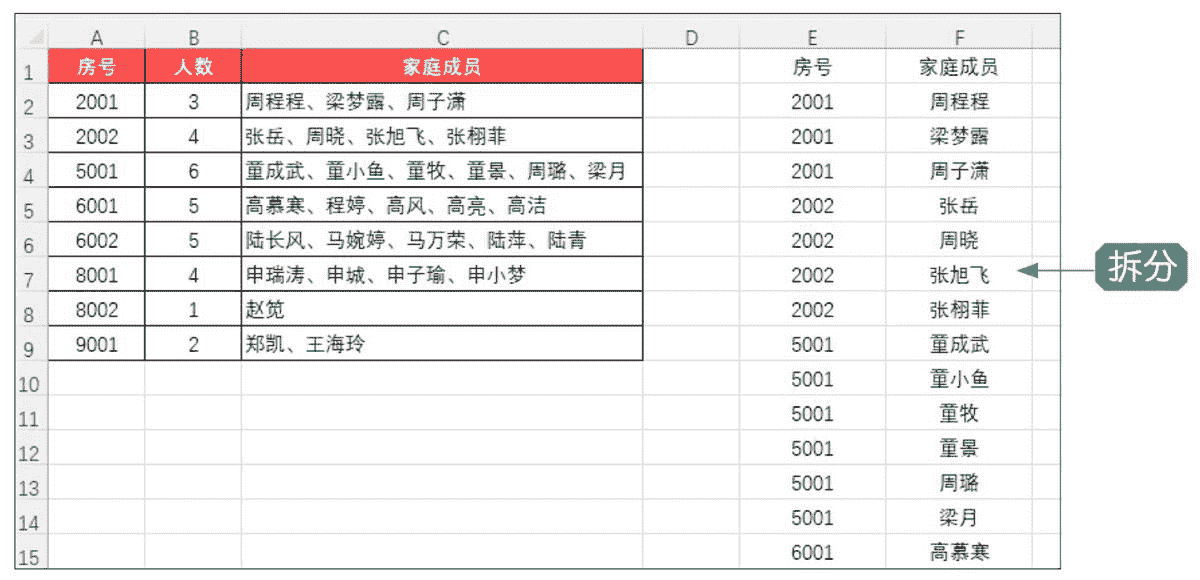 A B C D E F
1 房号 人数 家庭成员 房号 家庭成员
2 2001 3 周程程、梁梦露、周子潇 2001 周程程
3 2002 4 张岳、周晓、张旭飞、张栩菲 2001 梁梦露
4 5001 6 童成武、童小鱼、童牧、童景、周璐、梁月 2001 周子潇
5 6001 5 高慕寒、程婷、高风、高亮、高洁 2002 张岳
6 6002 5 陆长风、马婉婷、马万荣、陆萍、陆青 2002 周晓
7 8001 4 申瑞涛、申城、申子瑜、申小梦 2002 张旭飞 拆分
8 8002 1 赵笕 2002 张栩菲
9 9001 2 郑凯、王海玲 5001 童成武
10 5001 童小鱼
11 5001 童牧
12 5001 童景
13 5001 周璐
14 5001 梁月
15 6001 高慕寒